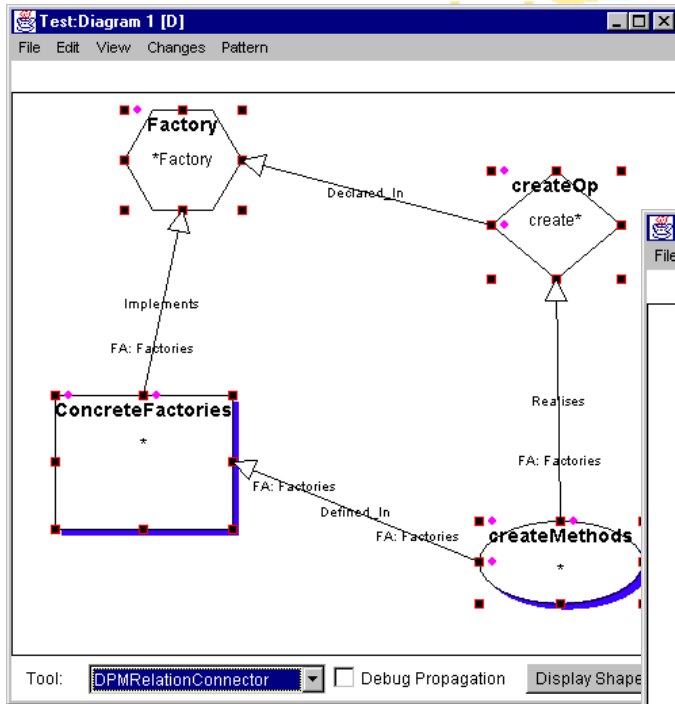 Test:Diagram 1 [D]
File Edit View Changes Pattern
Factory
*Factory
Declared_In
createOp
create*
File
Implements
FA: Factories
ConcreteFactories
*
Realises
FA: Factories
FA: Factories
Defined_In
FA: Factories
createMethods
*
Tool: DPMRelationConnector Debug Propagation Display Shape